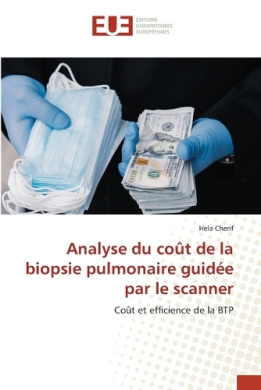 ÉDITIONS
UNIVERSITAIRES
EUROPÉENNES
Hela Cherif
Analyse du coût de la
biopsie pulmonaire guidée
par le scanner
Coût et efficience de la BTP